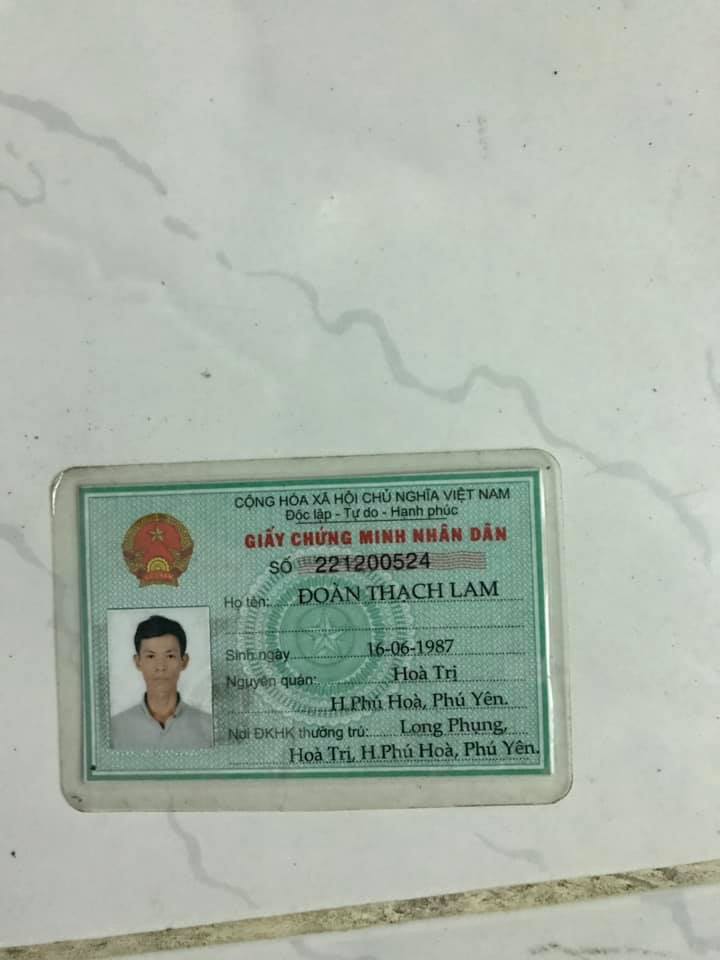 CỘNG HÒA XÃ HỘI CHỦ NGHĨA VIỆT NAM
Độc lập - Tự do - Hạnh phúc
GIẤY CHỨNG MINH NHÂN DÂN
SỐ 221200524
Họ tên: ĐOÀN THẠCH LAM
Sinh ngày 16-06-1987
Nguyên quán: Hoà Trị
H.Phú Hoà, Phú Yên.
Nơi ĐKHK thường trú: Long Phụng,
Hoà Trị, H.Phú Hoà, Phú Yên.